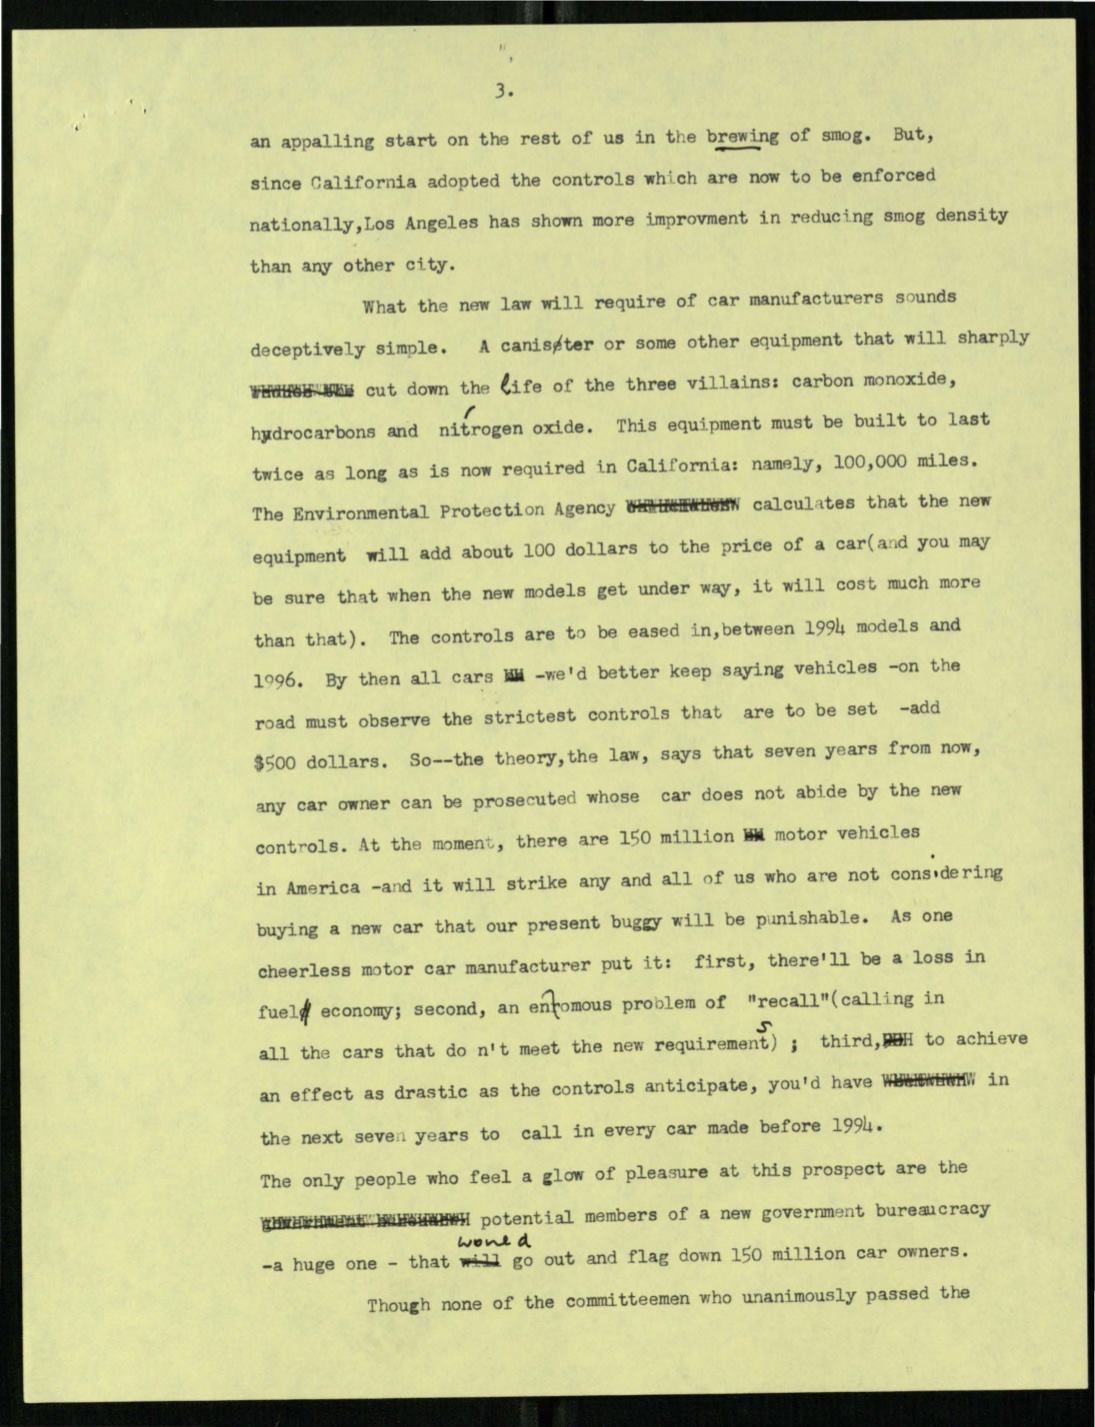 3.
an appalling start on the rest of us in the brewing of smog. But,
since California adopted the controls which are now to be enforced
nationally,Los Angeles has shown more improvment in reducing smog density
than any other city.
What the new law will require of car manufacturers sounds
deceptively simple. A canister or some other equipment that will sharply
cut down the life of the three villains: carbon monoxide,
hydrocarbons and nitrogen oxide. This equipment must be built to last
twice as long as is now required in California: namely, 100,000 miles.
The Environmental Protection Agency calculates that the new
equipment will add about 100 dollars to the price of a car(and you may
be sure that when the new models get under way, it will cost much more
than that). The controls are to be eased in,between 1994 models and
1996. By then all cars -we'd better keep saying vehicles -on the
road must observe the strictest controls that are to be set -add
$500 dollars. So--the theory,the law, says that seven years from now,
any car owner can be prosecuted whose car does not abide by the new
controls. At the moment, there are 150 million motor vehicles
in America -and it will strike any and all of us who are not considering
buying a new car that our present buggy will be punishable. As one
cheerless motor car manufacturer put it: first, there'll be a loss in
fuel economy; second, an enromous problem of "recall"(calling in
all the cars that do n't meet the new requirements) ; third, to achieve
an effect as drastic as the controls anticipate, you'd have in
the next seven years to call in every car made before 1994.
The only people who feel a glow of pleasure at this prospect are the
potential members of a new government bureaucracy
would
-a huge one - that will go out and flag down 150 million car owners.
Though none of the committeemen who unanimously passed the